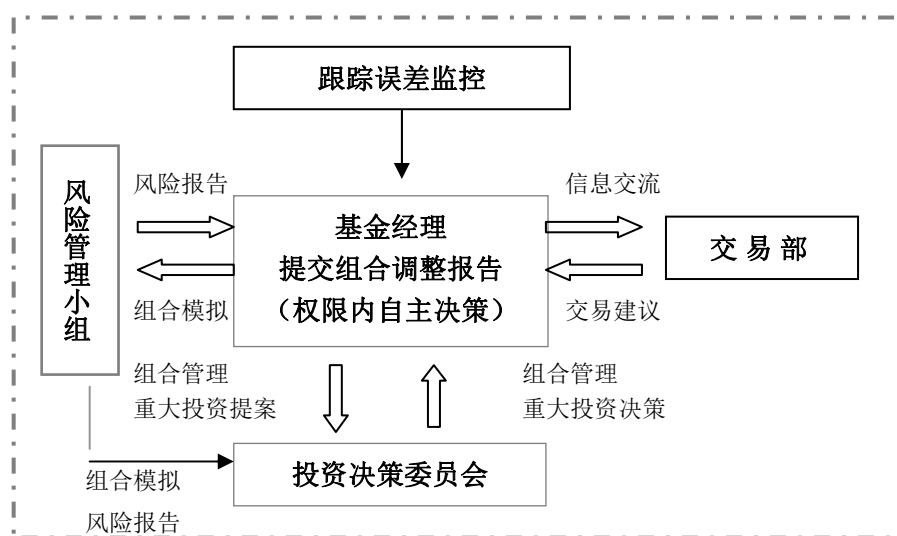 跟踪误差监控
风险管理小组
风险报告
信息交流
基金经理
提交组合调整报告
（权限内自主决策）
交易部
组合模拟
交易建议
组合管理
重大投资提案
组合管理
重大投资决策
投资决策委员会
组合模拟
风险报告